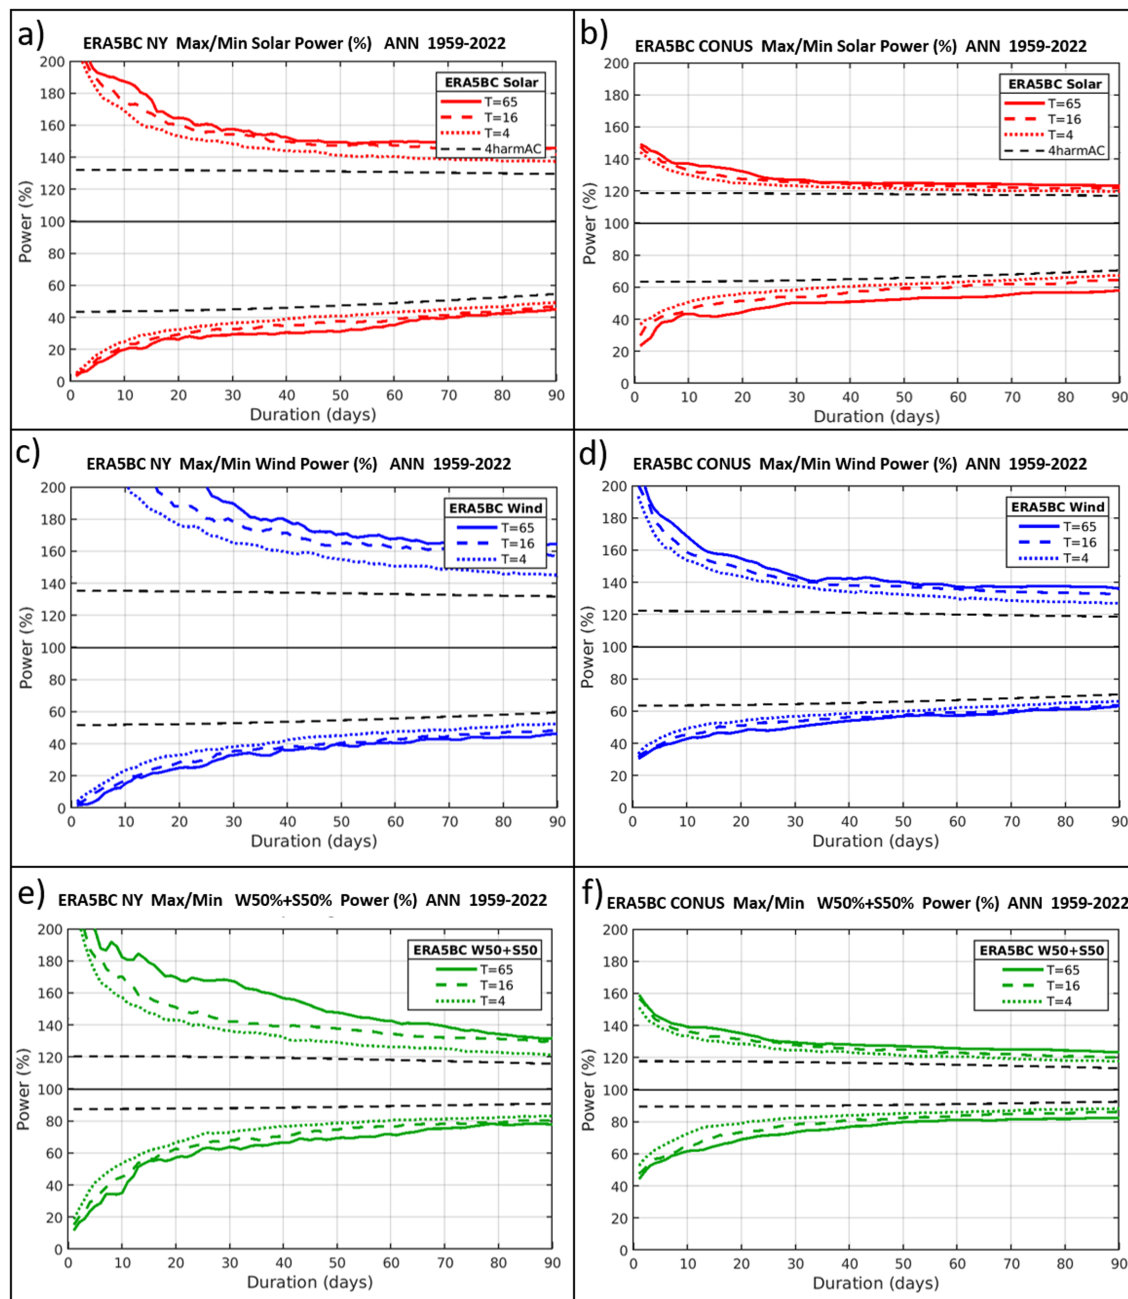 a) ERA5BC NY Max/Min Solar Power (%) ANN 1959-2022
200
180
160
140
120
100
80
60
40
20
0
Power (%)
ERA5BC Solar
T=65
T=16
T=4
4harmAC
0 10 20 30 40 50 60 70 80 90
Duration (days)
b) ERA5BC CONUS Max/Min Solar Power (%) ANN 1959-2022
200
180
160
140
120
100
80
60
40
20
0
Power (%)
ERA5BC Solar
T=65
T=16
T=4
4harmAC
0 10 20 30 40 50 60 70 80 90
Duration (days)
c) ERA5BC NY Max/Min Wind Power (%) ANN 1959-2022
200
180
160
140
120
100
80
60
40
20
0
Power (%)
ERA5BC Wind
T=65
T=16
T=4
0 10 20 30 40 50 60 70 80 90
Duration (days)
d) ERA5BC CONUS Max/Min Wind Power (%) ANN 1959-2022
200
180
160
140
120
100
80
60
40
20
0
Power (%)
ERA5BC Wind
T=65
T=16
T=4
0 10 20 30 40 50 60 70 80 90
Duration (days)
e) ERA5BC NY Max/Min W50%+S50% Power (%) ANN 1959-2022
200
180
160
140
120
100
80
60
40
20
0
Power (%)
ERA5BC W50+S50
T=65
T=16
T=4
0 10 20 30 40 50 60 70 80 90
Duration (days)
f) ERA5BC CONUS Max/Min W50%+S50% Power (%) ANN 1959-2022
200
180
160
140
120
100
80
60
40
20
0
Power (%)
ERA5BC W50+S50
T=65
T=16
T=4
0 10 20 30 40 50 60 70 80 90
Duration (days)